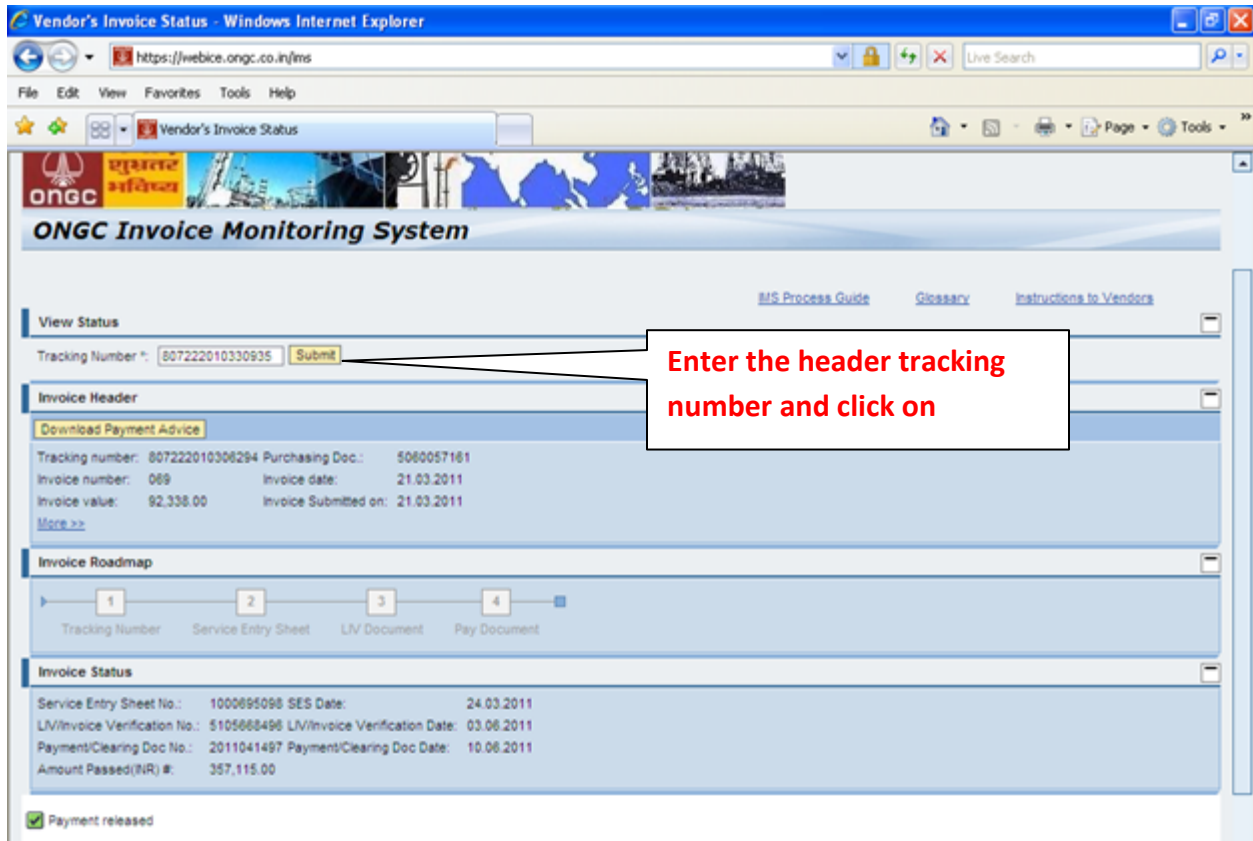 Vendor's Invoice Status - Windows Internet Explorer
https://webice.ongc.co.in/ims
Live Search
File Edit View Favorites Tools Help
Vendor's Invoice Status
Page Tools
शुभ्रतर
भविष्य
ONGC
ONGC Invoice Monitoring System
IMS Process Guide Glossary Instructions to Vendors
View Status
Tracking Number *: 807222010330935 Submit
Enter the header tracking
number and click on
Invoice Header
Download Payment Advice
Tracking number: 807222010306294 Purchasing Doc.: 5060057161
Invoice number: 069 Invoice date: 21.03.2011
Invoice value: 92,338.00 Invoice Submitted on: 21.03.2011
More >>
Invoice Roadmap
1 2 3 4
Tracking Number Service Entry Sheet LIV Document Pay Document
Invoice Status
Service Entry Sheet No.: 1000695098 SES Date: 24.03.2011
LIV/Invoice Verification No.: 5105668496 LIV/Invoice Verification Date: 03.06.2011
Payment/Clearing Doc No.: 2011041497 Payment/Clearing Doc Date: 10.06.2011
Amount Passed(INR) #: 357,115.00
Payment released